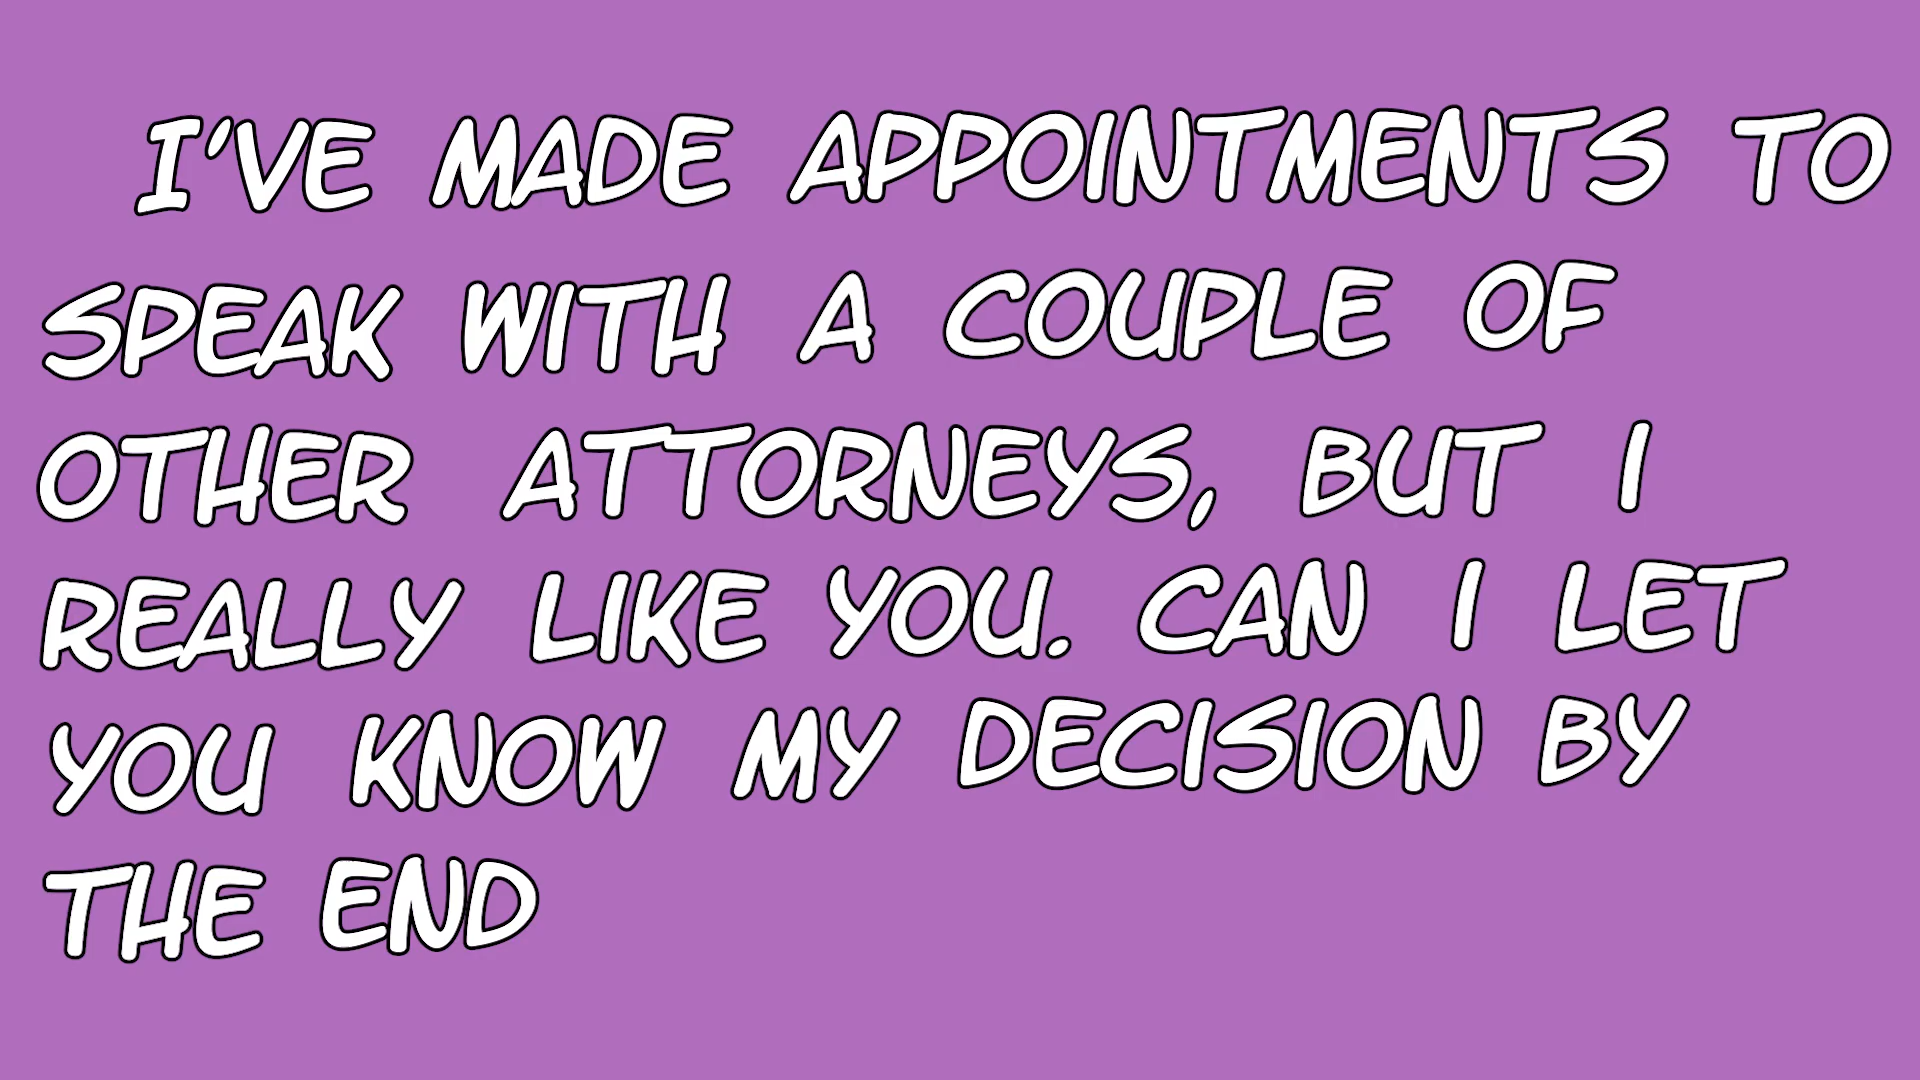 I'VE MADE APPOINTMENTS TO
SPEAK WITH A COUPLE OF
OTHER ATTORNEYS, BUT I
REALLY LIKE YOU. CAN I LET
YOU KNOW MY DECISION BY
THE END